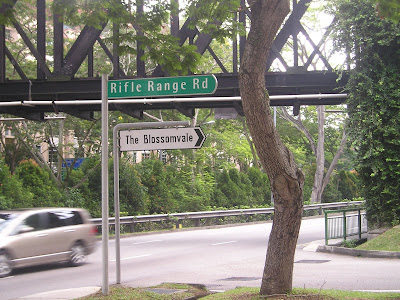 Rifle Range Rd
The Blossomvale